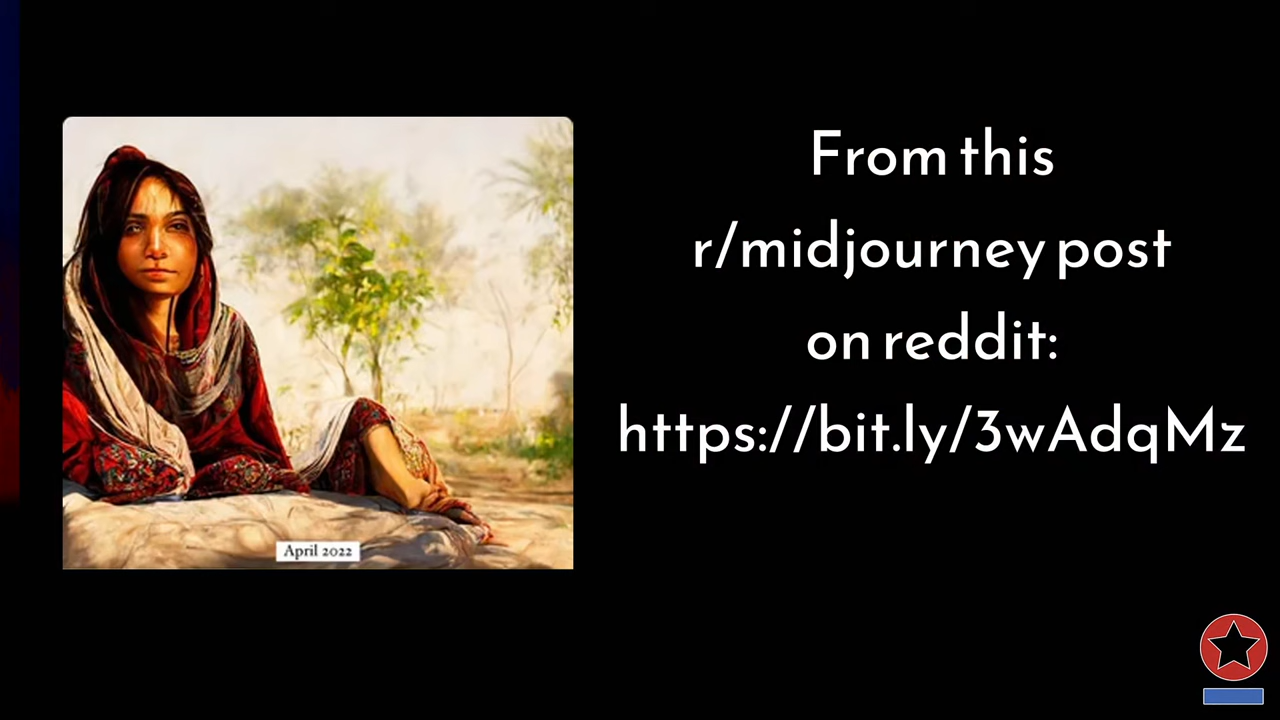 From this
r/midjourney post
on reddit:
https://bit.ly/3wAdqMz
April 2022